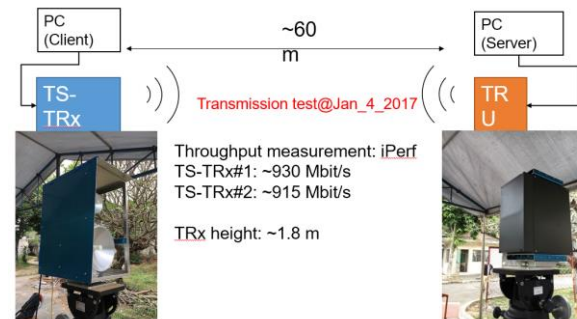 PC
(Client)
~60
m
PC
(Server)
TS-
TRx
Transmission test@Jan_4_2017
TR
U
Throughput measurement: iPerf
TS-TRx#1: ~930 Mbit/s
TS-TRx#2: ~915 Mbit/s
TRx height: ~1.8 m